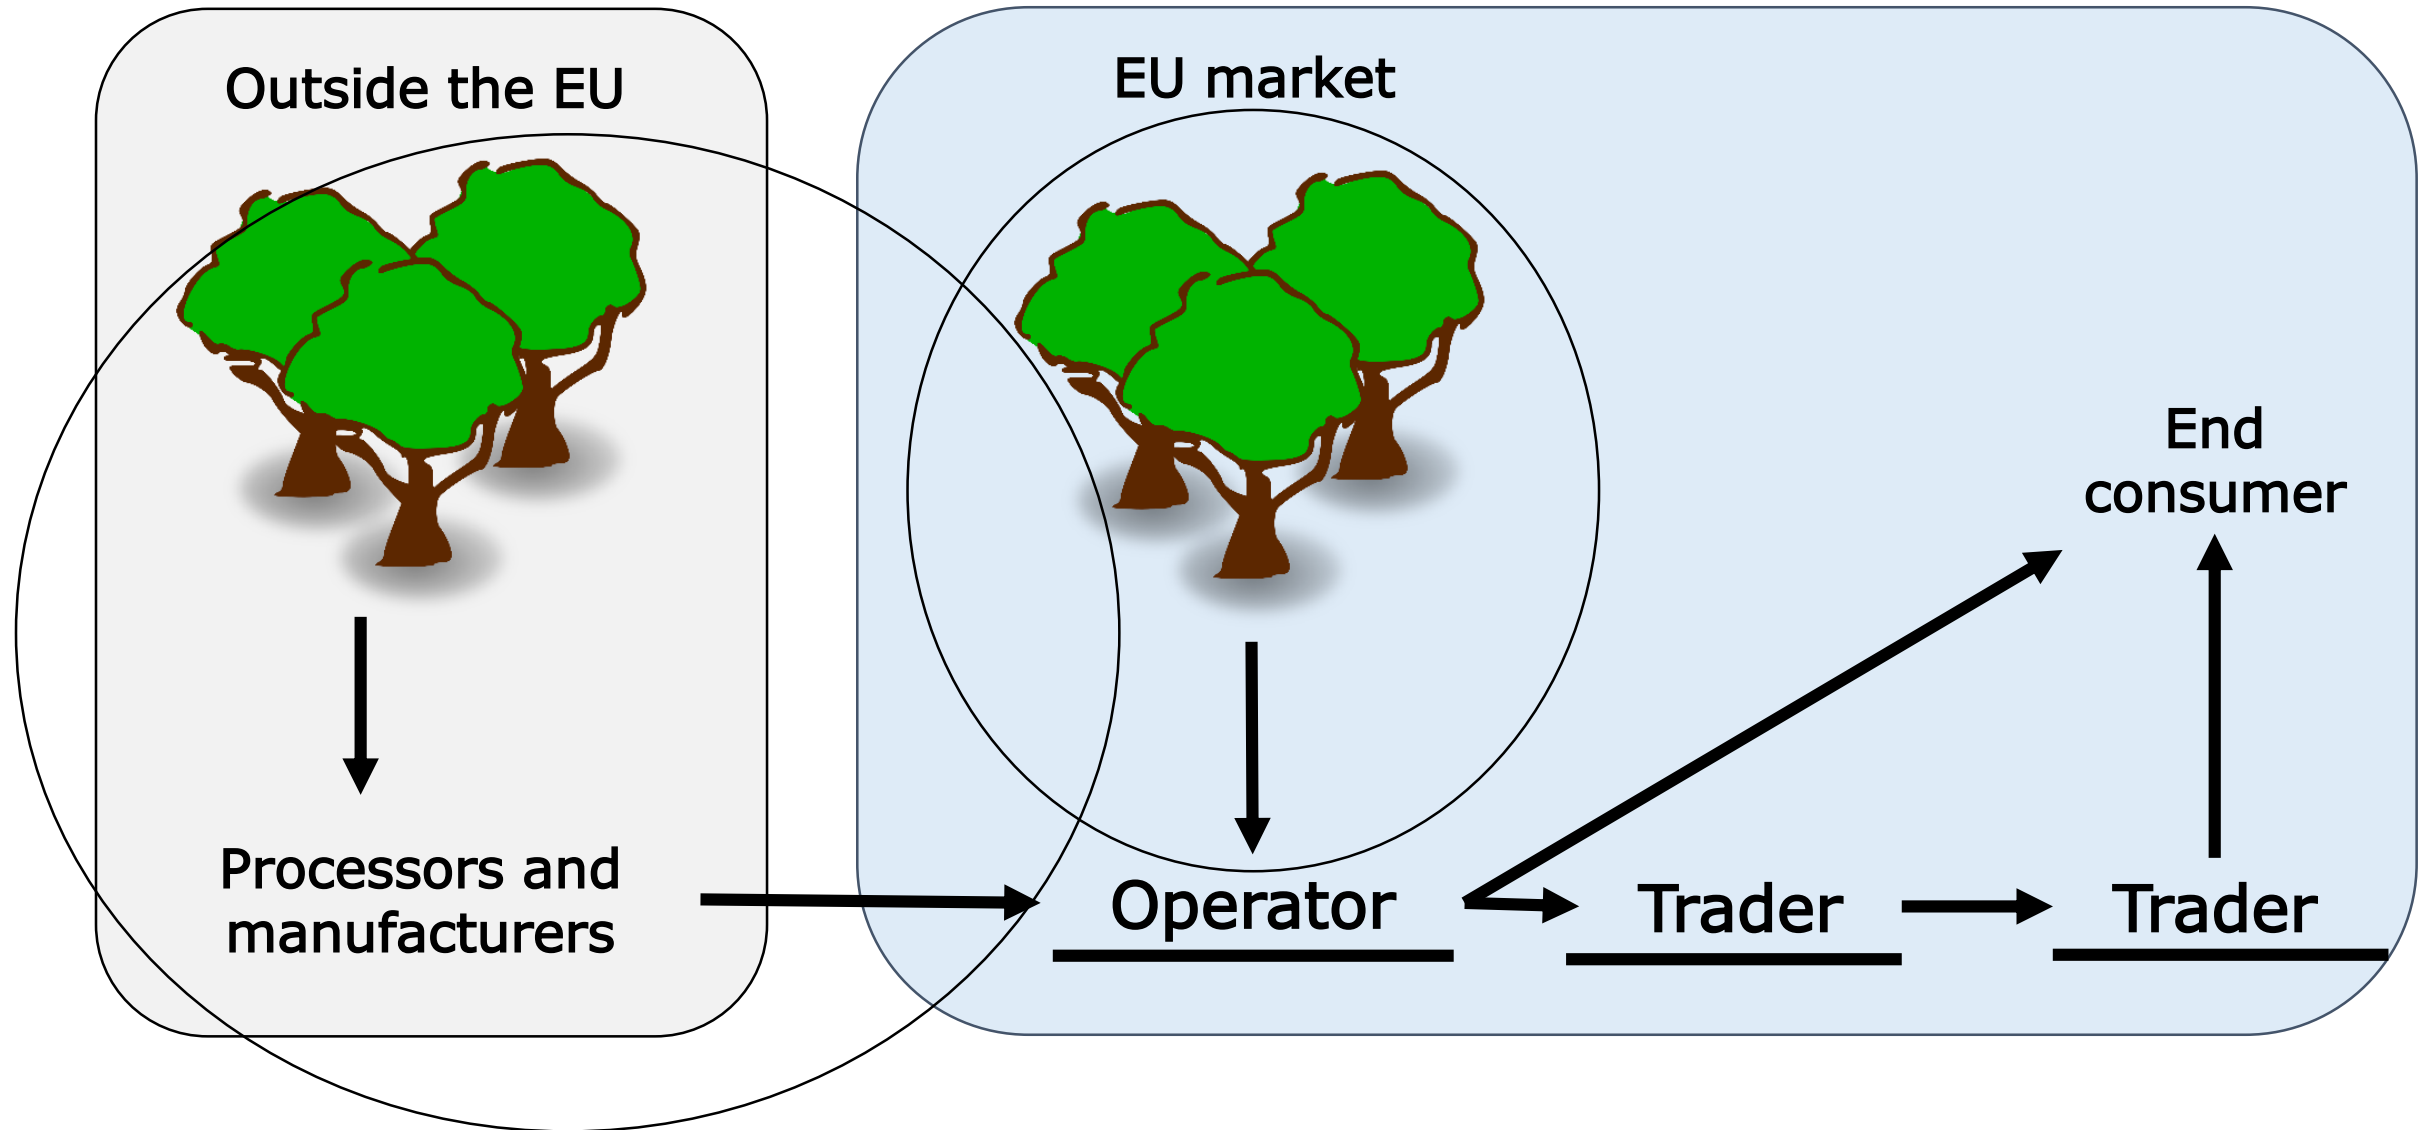 Outside the EU
EU market
End
consumer
Processors and
manufacturers
Operator
Trader
Trader